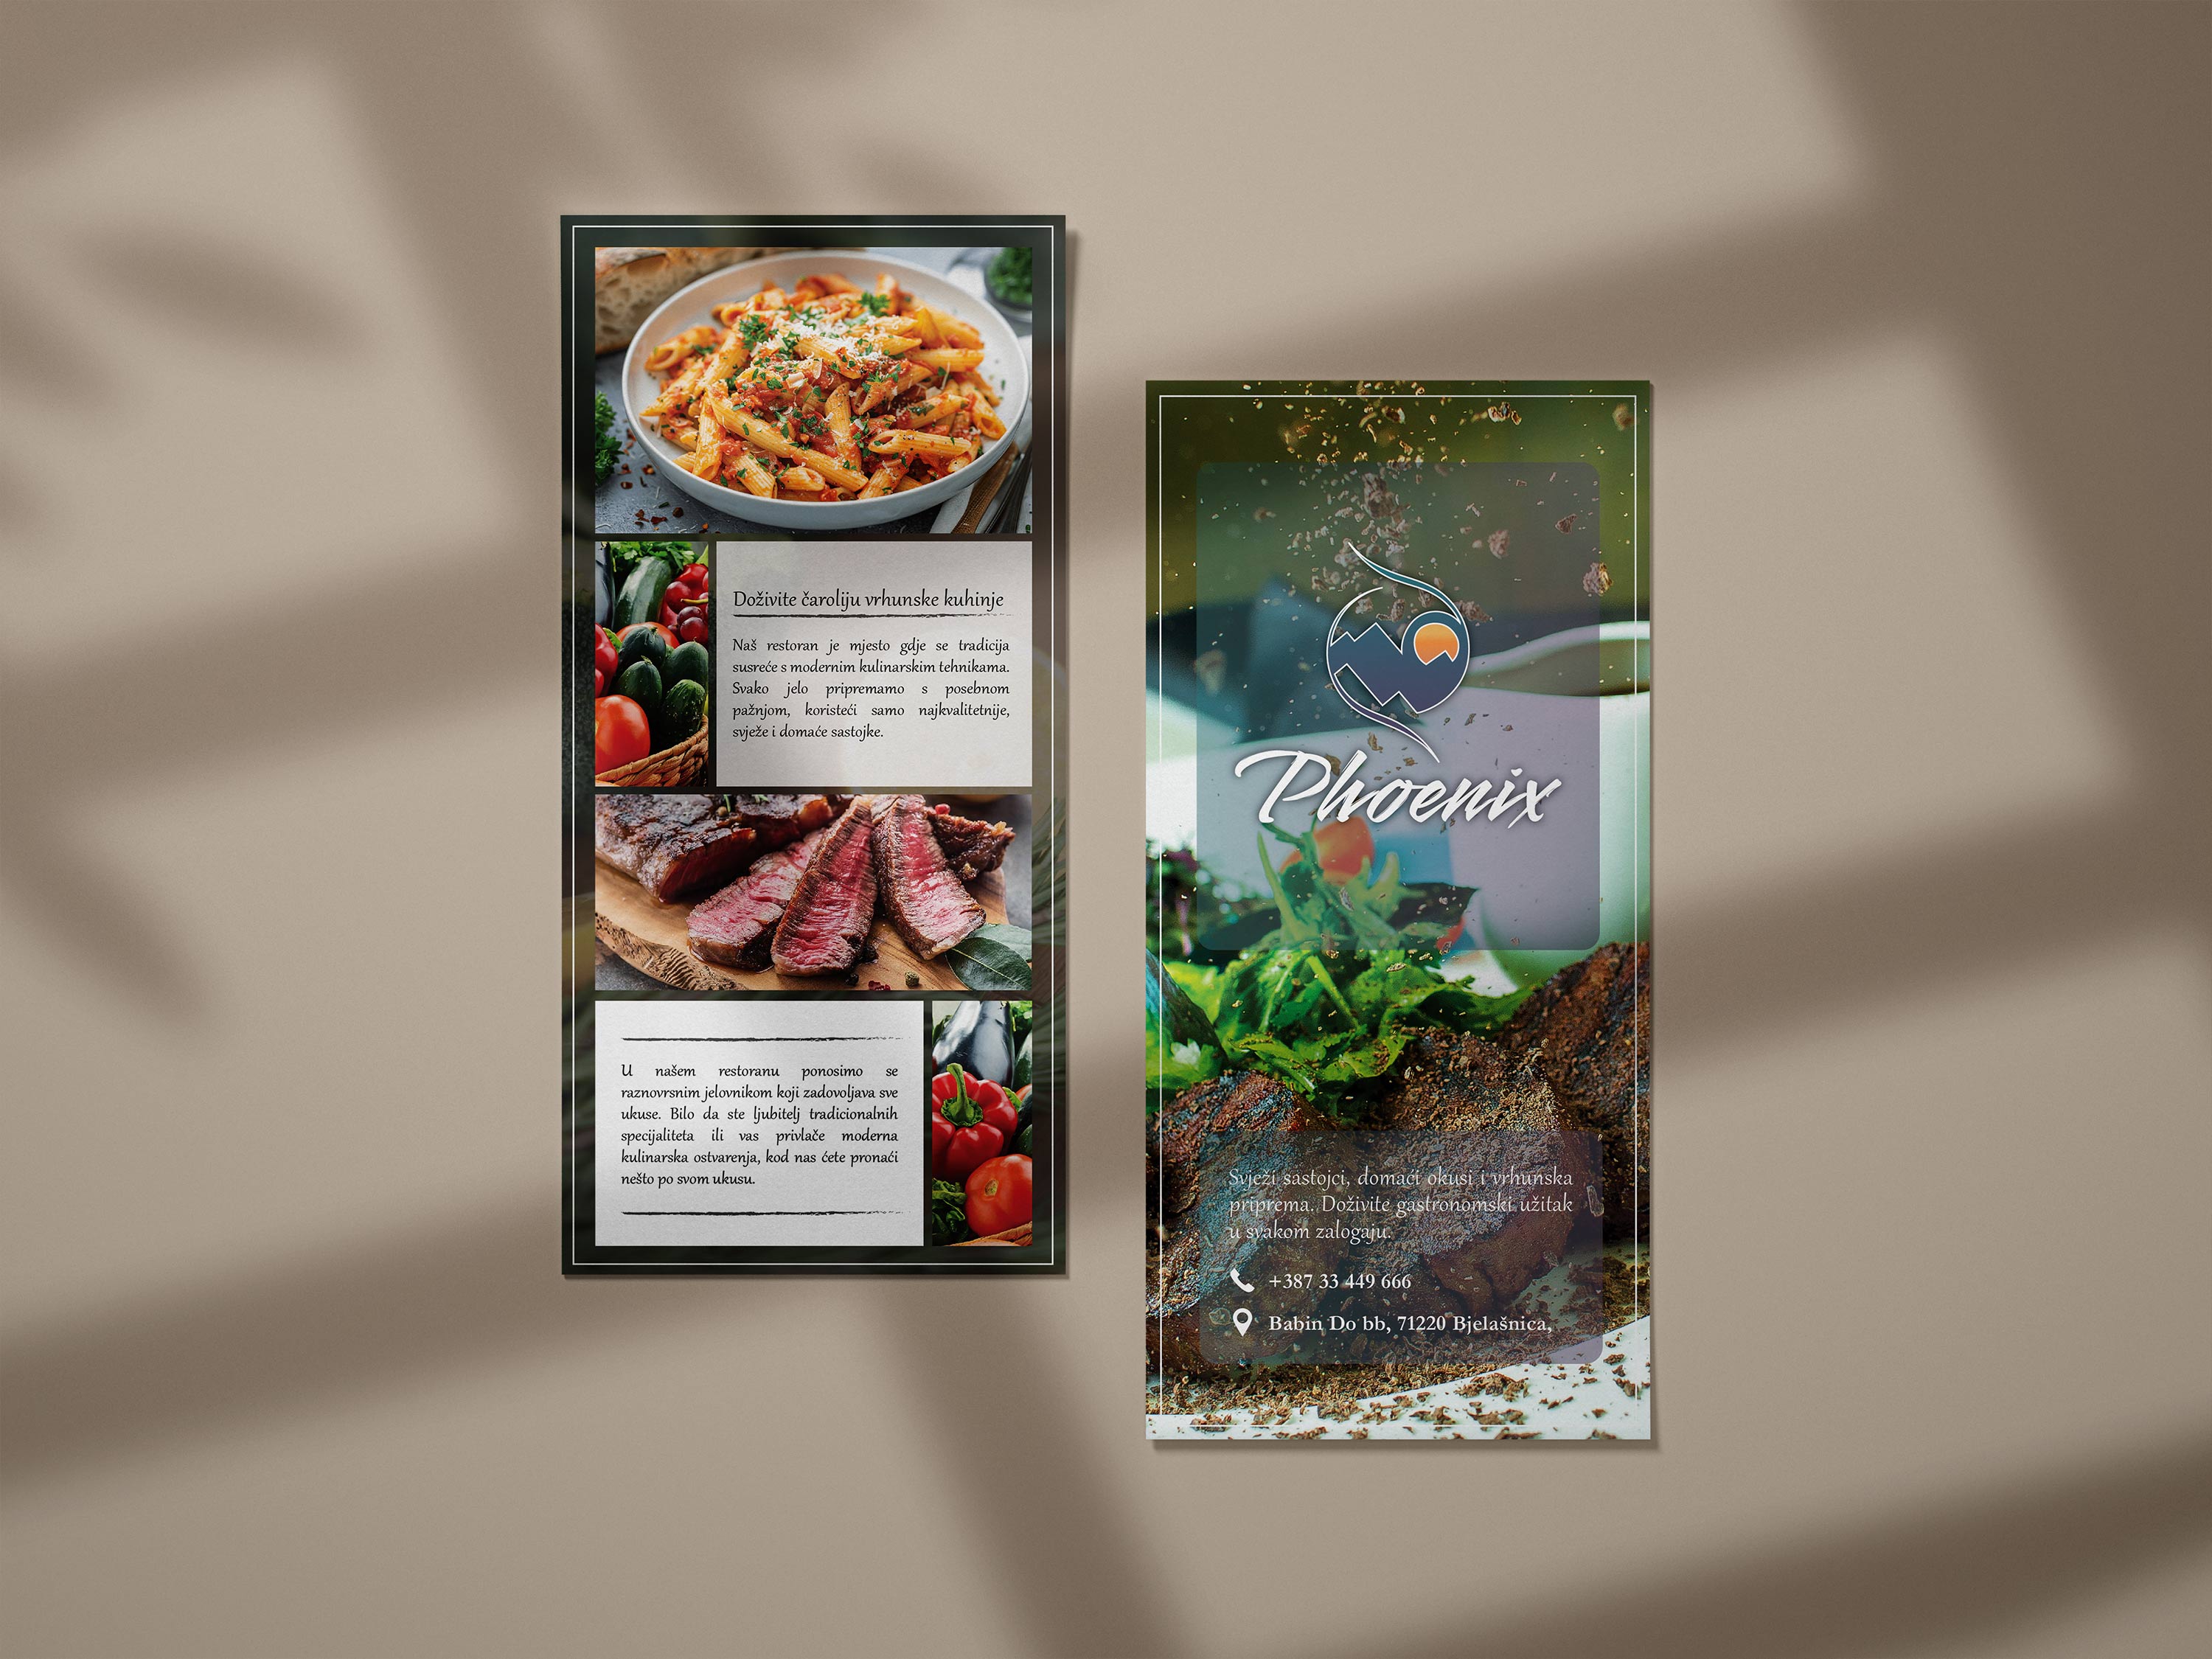 Doživite čaroliju vrhunske kuhinje
Naš restoran je mjesto gdje se tradicija
susreće s modernim kulinarskim tehnikama.
Svako jelo pripremamo s posebnom
pažnjom, koristeći samo najkvalitetnije,
svježe i domaće sastojke.
U našem restoranu ponosimo se
raznovrsnim jelovnikom koji zadovoljava sve
ukuse. Bilo da ste ljubitelj tradicionalnih
specijaliteta ili vas privlače moderna
kulinarska ostvarenja, kod nas ćete pronaći
nešto po svom ukusu.
Phoenix
Svježi sastojci, domaći okusi i vrhunska
priprema. Doživite gastronomski užitak
u svakom zalogaju.
+387 33 449 666
Babin Do bb, 71220 Bjelašnica,